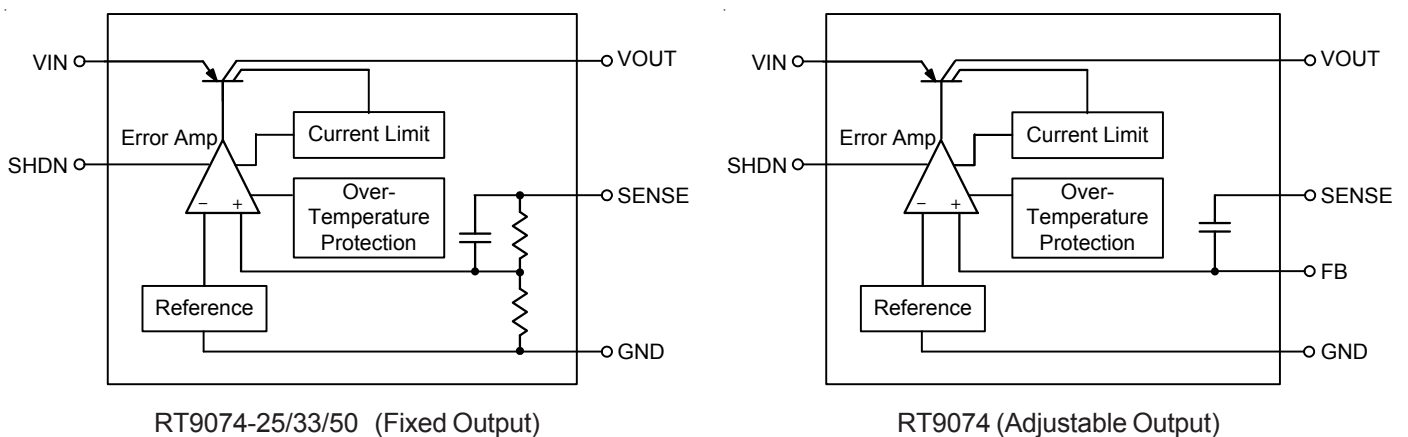 VIN
VOUT
Error Amp
Current Limit
SHDN
Over-
Temperature
Protection
SENSE
− +
Reference
GND
RT9074-25/33/50 (Fixed Output)
VIN
VOUT
Error Amp
Current Limit
SHDN
Over-
Temperature
Protection
SENSE
− +
FB
Reference
GND
RT9074 (Adjustable Output)